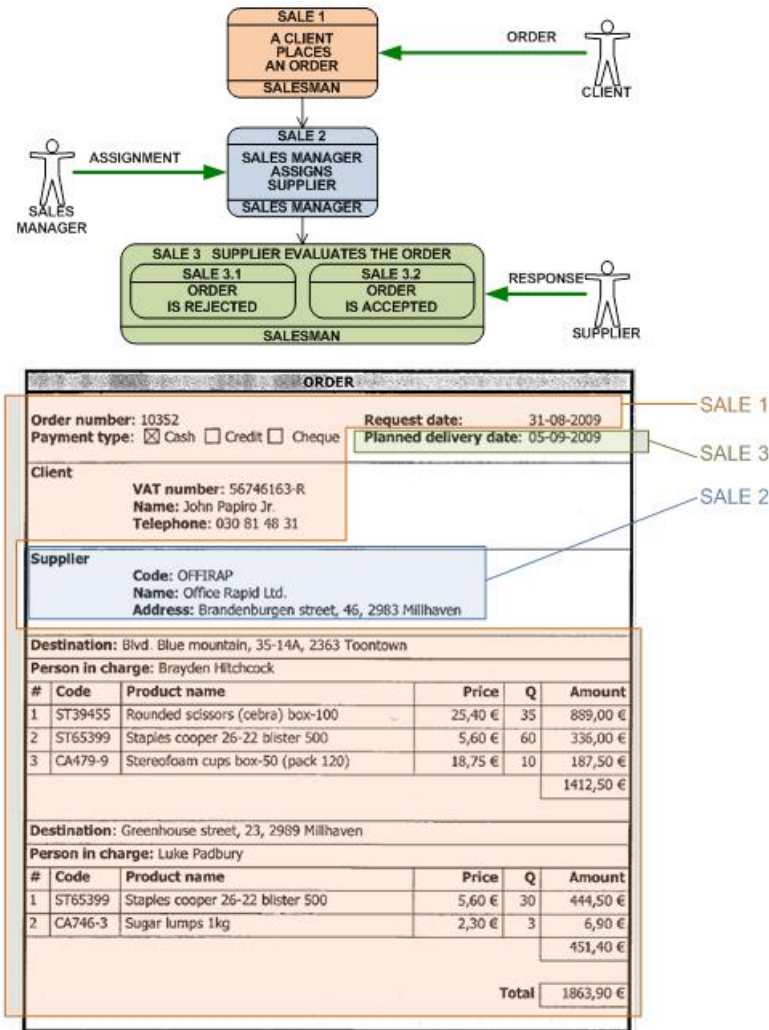 SALE 1
A CLIENT
PLACES
AN ORDER
SALESMAN
ORDER
CLIENT
SALE 2
SALES MANAGER
ASSIGNS
SUPPLIER
SALES MANAGER
ASSIGNMENT
SALES
MANAGER
SALE 3 SUPPLIER EVALUATES THE ORDER
SALE 3.1
ORDER
IS REJECTED
SALE 3.2
ORDER
IS ACCEPTED
SALESMAN
RESPONSE
SUPPLIER
ORDER
SALE 1
Order number: 10352 Request date: 31-08-2009
Payment type: Cash Credit Cheque Planned delivery date: 05-09-2009
SALE 3
Client
VAT number: 56746163-R
Name: John Papiro Jr.
Telephone: 030 81 48 31
SALE 2
Supplier
Code: OFFIRAP
Name: Office Rapid Ltd.
Address: Brandenburgen street, 46, 2983 Millhaven
Destination: Blvd. Blue mountain, 35-14A, 2363 Toontown
Person in charge: Brayden Hitchcock
# Code Product name Price Q Amount
1 ST39455 Rounded scissors (cebra) box-100 25,40 € 35 889,00 €
2 ST65399 Staples cooper 26-22 blister 500 5,60 € 60 336,00 €
3 CA479-9 Stereofoam cups box-50 (pack 120) 18,75 € 10 187,50 €
1412,50 €
Destination: Greenhouse street, 23, 2989 Millhaven
Person in charge: Luke Padbury
# Code Product name Price Q Amount
1 ST65399 Staples cooper 26-22 blister 500 5,60 € 30 444,50 €
2 CA746-3 Sugar lumps 1kg 2,30 € 3 6,90 €
451,40 €
Total 1863,90 €